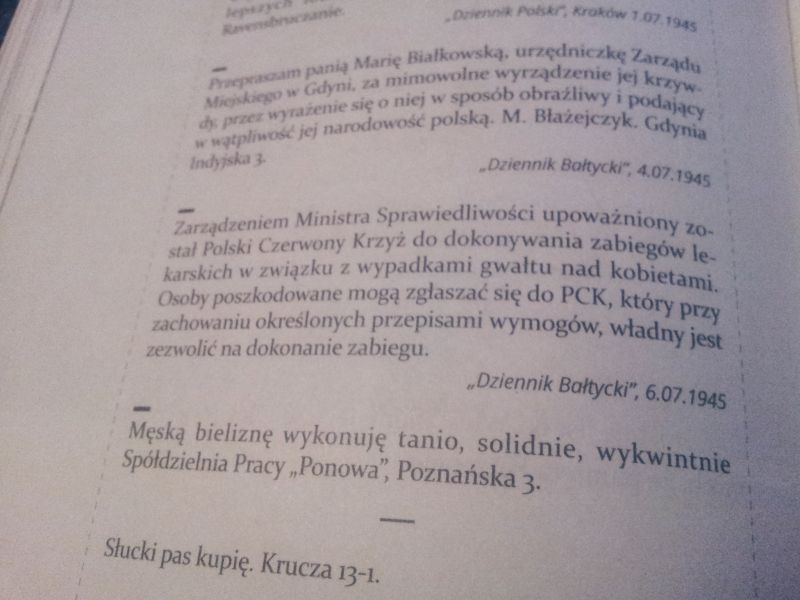 lepszych
Ravensbruczanie.
„Dziennik Polski”, Kraków 1.07.1945
Przepraszam panią Marię Białkowską, urzędniczkę Zarządu
Miejskiego w Gdyni, za mimowolne wyrządzenie jej krzyw-
dy, przez wyrażenie się o niej w sposób obraźliwy i podający
w wątpliwość jej narodowość polską. M. Błażejczyk. Gdynia
Indyjska 3.
„Dziennik Bałtycki”, 4.07.1945
Zarządzeniem Ministra Sprawiedliwości upoważniony zo-
stał Polski Czerwony Krzyż do dokonywania zabiegów le-
karskich w związku z wypadkami gwałtu nad kobietami.
Osoby poszkodowane mogą zgłaszać się do PCK, który przy
zachowaniu określonych przepisami wymogów, władny jest
zezwolić na dokonanie zabiegu.
„Dziennik Bałtycki”, 6.07.1945
Męską bieliznę wykonuję tanio, solidnie, wykwintnie
Spółdzielnia Pracy „Ponowa”, Poznańska 3.
Słucki pas kupię. Krucza 13-1.